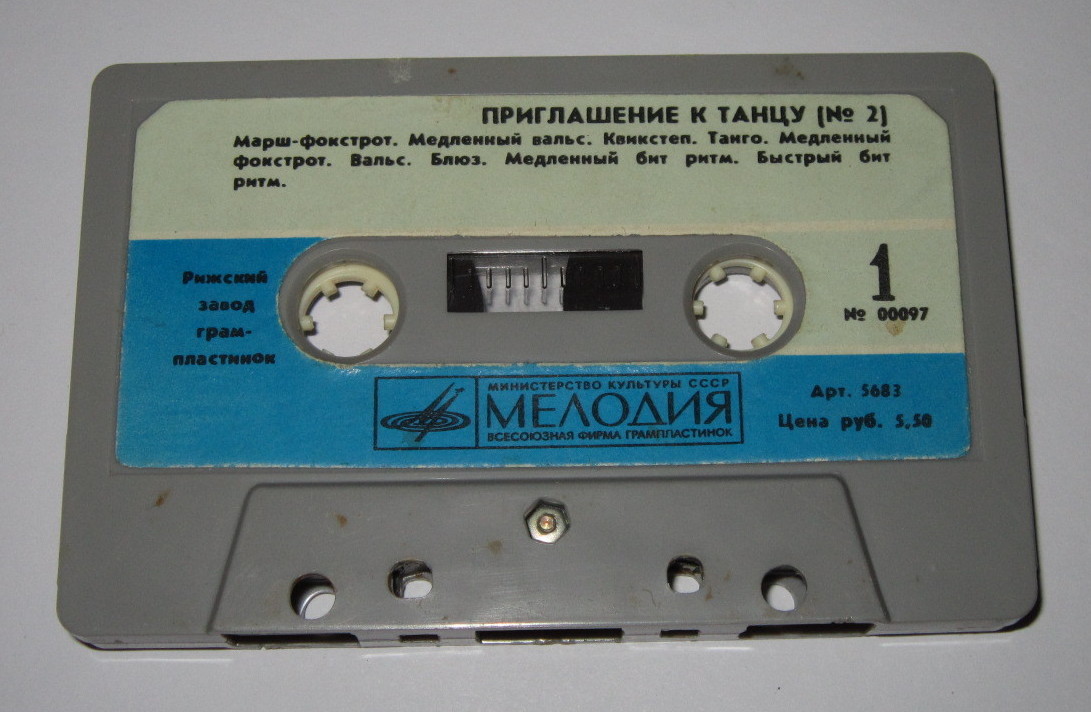 ПРИГЛАШЕНИЕ К ТАНЦУ (№ 2)
Марш-фокстрот. Медленный вальс. Квикстеп. Танго. Медленный
фокстрот. Вальс. Блюз. Медленный бит ритм. Быстрый бит
ритм.
Рижский
завод
грам-
пластинок
1
№ 00097
МИНИСТЕРСТВО КУЛЬТУРЫ СССР
МЕЛОДИЯ
ВСЕСОЮЗНАЯ ФИРМА ГРАМПЛАСТИНОК
Арт. 5683
Цена руб. 5,50